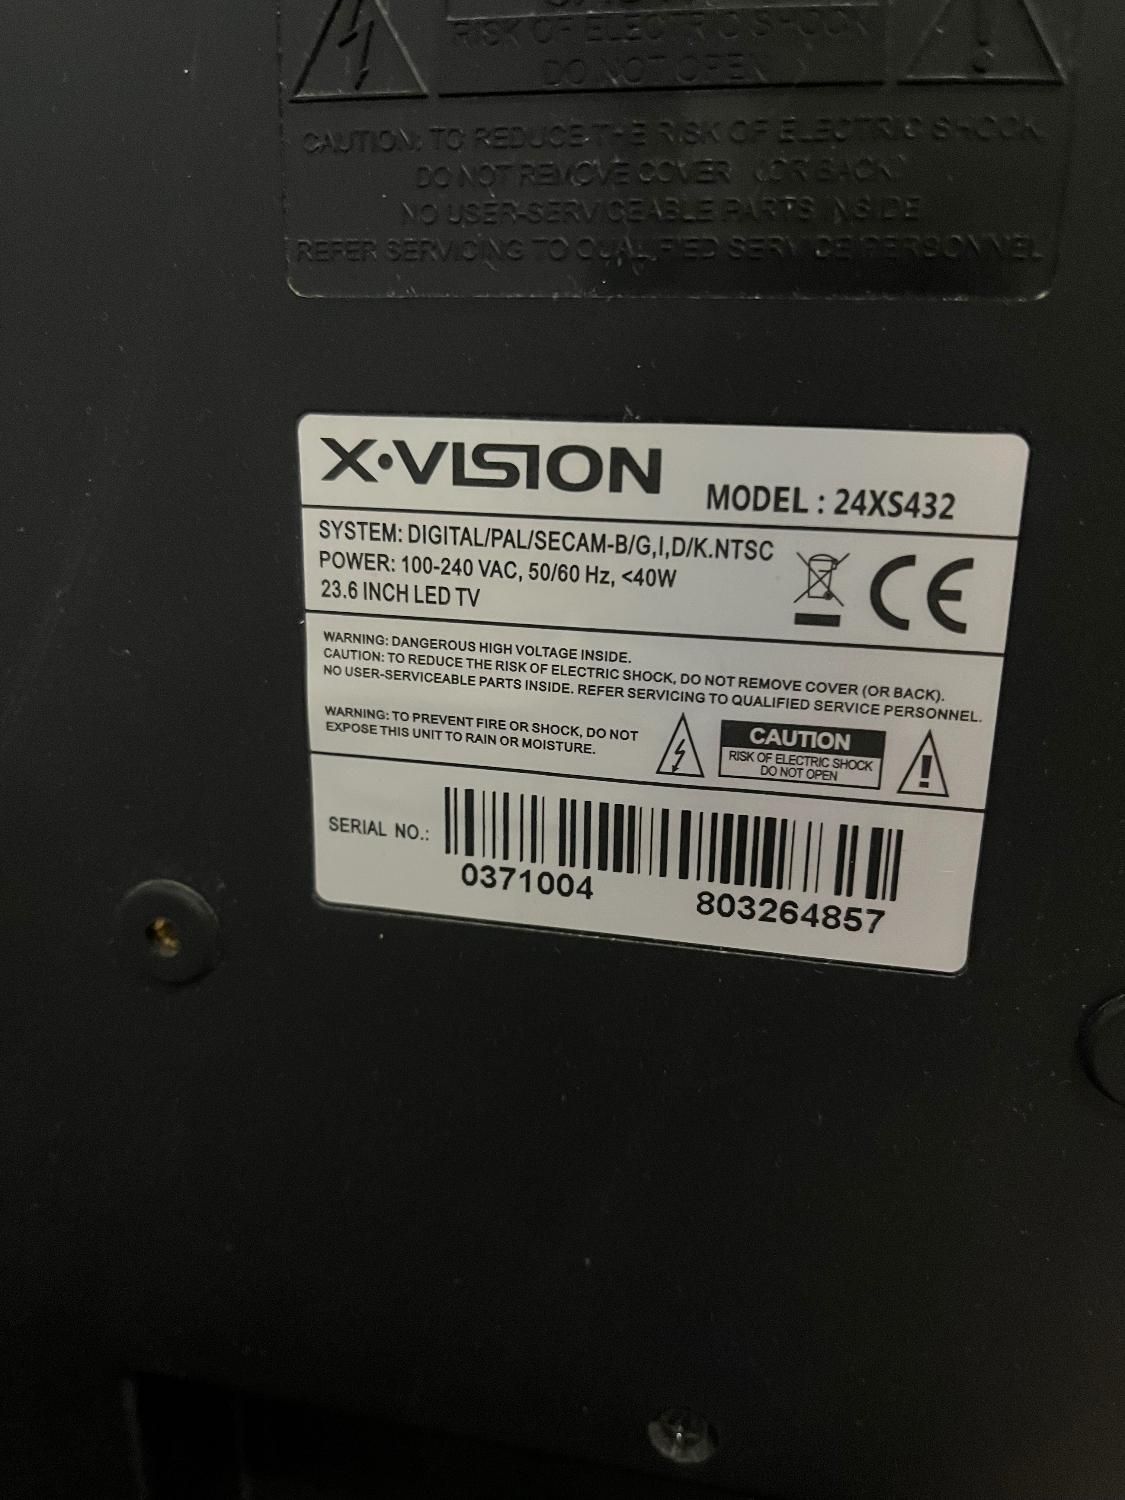 RISK OF ELECTRIC SHOCK
DO NOT OPEN
CAUTION: TO REDUCE THE RISK OF ELECTRIC SHOCK,
DO NOT REMOVE COVER (OR BACK)
NO USER-SERVICEABLE PARTS INSIDE
REFER SERVICING TO QUALIFIED SERVICE PERSONNEL
X·VISION
MODEL : 24XS432
SYSTEM: DIGITAL/PAL/SECAM-B/G,I,D/K.NTSC
POWER: 100-240 VAC, 50/60 Hz, <40W
23.6 INCH LED TV
CE
WARNING: DANGEROUS HIGH VOLTAGE INSIDE.
CAUTION: TO REDUCE THE RISK OF ELECTRIC SHOCK, DO NOT REMOVE COVER (OR BACK).
NO USER-SERVICEABLE PARTS INSIDE. REFER SERVICING TO QUALIFIED SERVICE PERSONNEL.
WARNING: TO PREVENT FIRE OR SHOCK, DO NOT
EXPOSE THIS UNIT TO RAIN OR MOISTURE.
CAUTION
RISK OF ELECTRIC SHOCK
DO NOT OPEN
SERIAL NO.:
0371004 803264857